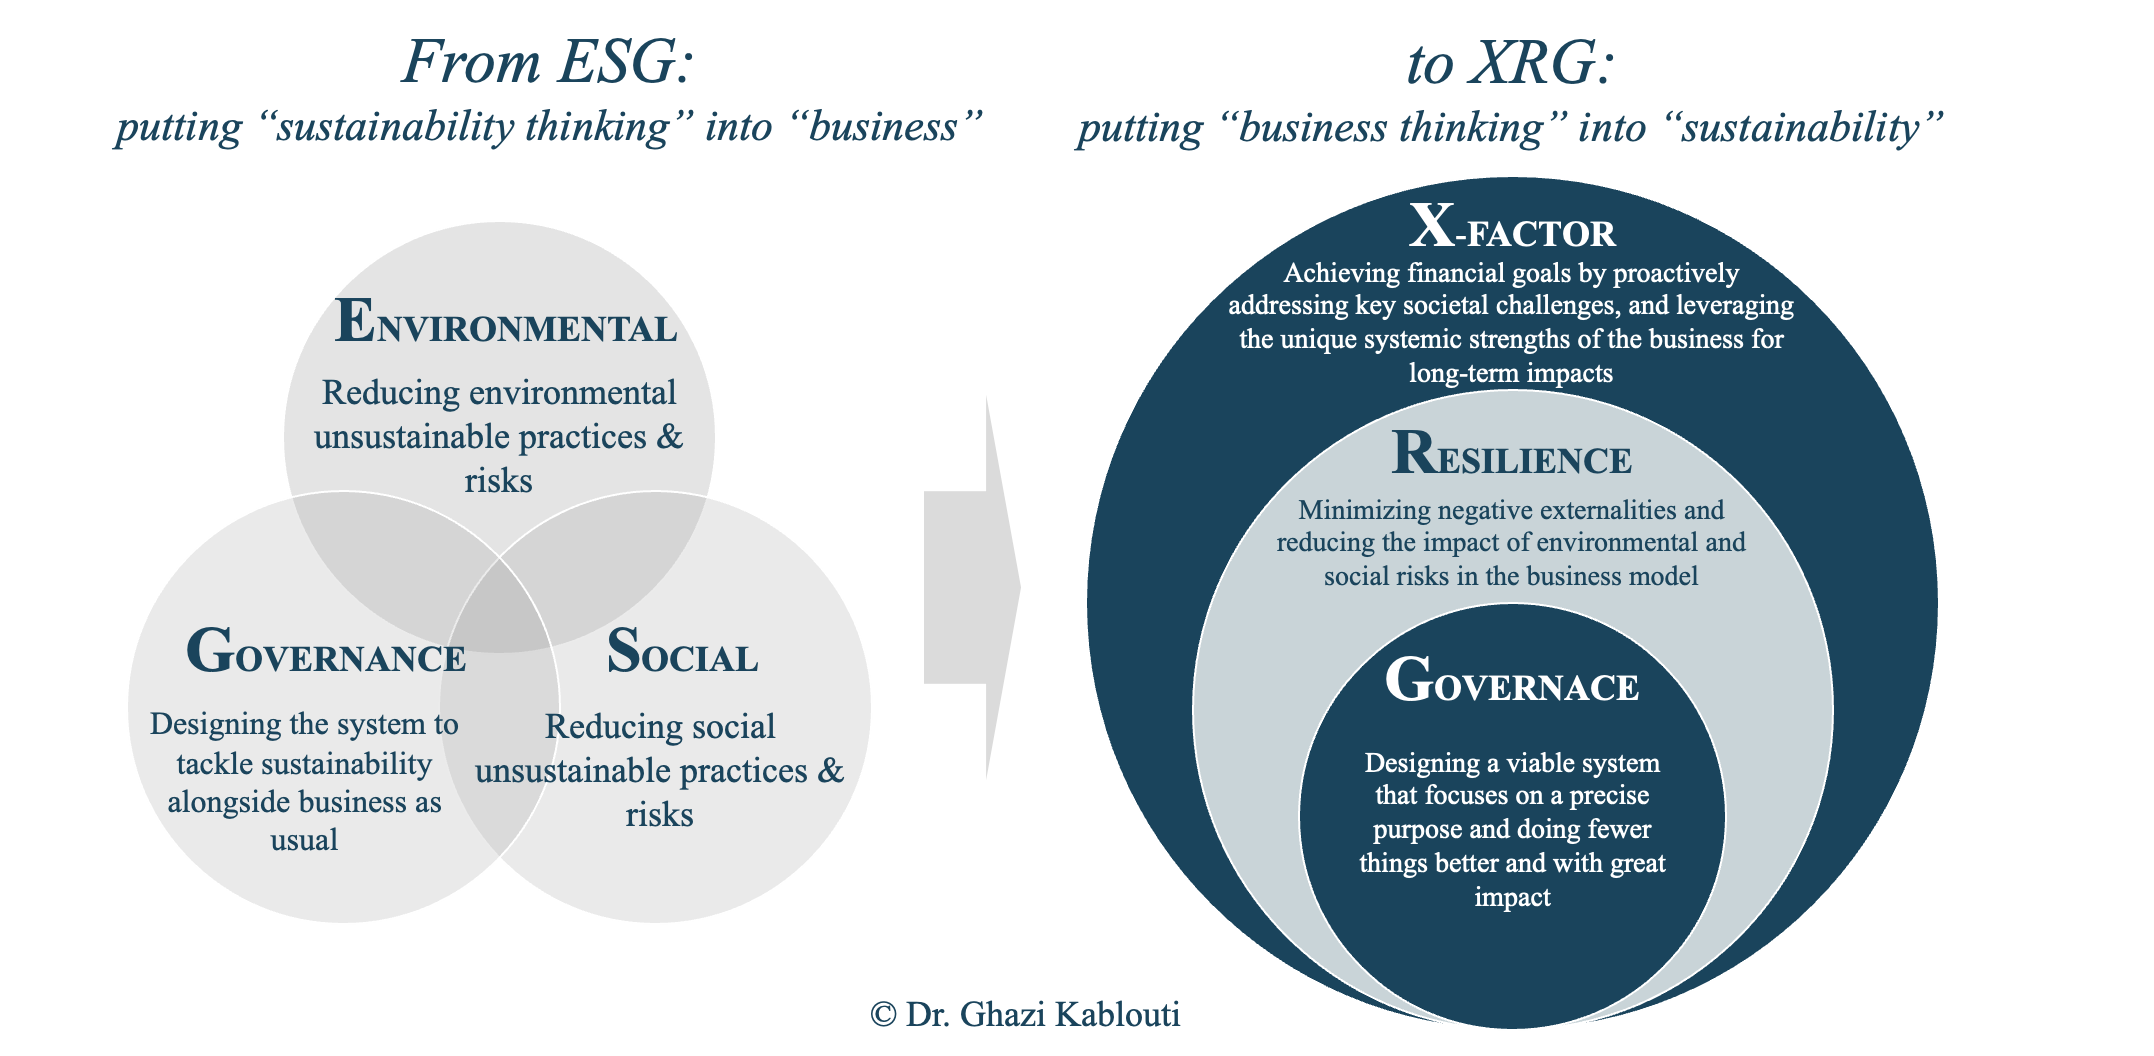 From ESG:
putting “sustainability thinking” into “business”
ENVIRONMENTAL
Reducing environmental
unsustainable practices &
risks
GOVERNANCE
Designing the system to
tackle sustainability
alongside business as
usual
SOCIAL
Reducing social
unsustainable practices &
risks
to XRG:
putting “business thinking” into “sustainability”
X-FACTOR
Achieving financial goals by proactively
addressing key societal challenges, and leveraging
the unique systemic strengths of the business for
long-term impacts
RESILIENCE
Minimizing negative externalities and
reducing the impact of environmental and
social risks in the business model
GOVERNACE
Designing a viable system
that focuses on a precise
purpose and doing fewer
things better and with great
impact
© Dr. Ghazi Kablouti